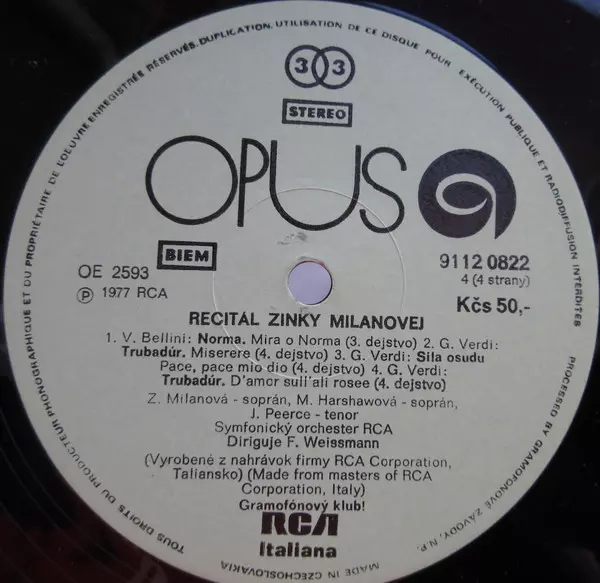 TOUS DROITS DU PRODUCTEUR PHONOGRAPHIQUE ET DU PROPRIÉTAIRE DE L'OUVRE ENREGISTRÉS RÉSERVÉS. DUPLICATION, UTILISATION DE CE DISQUE POUR EXÉCUTION PUBLIQUE ET RADIODIFFUSION INTERDITES
PROCESSED BY GRAMOFONOVÉ ZÁVODY, N.P.
MADE IN CZECHOSLOVAKIA
33
STEREO
OPUS
BIEM
OE 2593
Ⓟ 1977 RCA
9112 0822
4 (4 strany)
Kčs 50,-
RECITÁL ZINKY MILANOVEJ
1. V. Bellini: Norma. Mira o Norma (3. dejstvo) 2. G. Verdi:
Trubadúr. Miserere (4. dejstvo) 3. G. Verdi: Sila osudu
Pace, pace mio dio (4. dejstvo) 4. G. Verdi:
Trubadúr. D'amor sull'ali rosee (4. dejstvo)
Z. Milanová - soprán, M. Harshawová - soprán,
J. Peerce - tenor
Symfonický orchester RCA
Diriguje F. Weissmann
(Vyrobené z nahrávok firmy RCA Corporation,
Taliansko) (Made from masters of RCA
Corporation, Italy)
Gramofónový klub!
RCA
Italiana